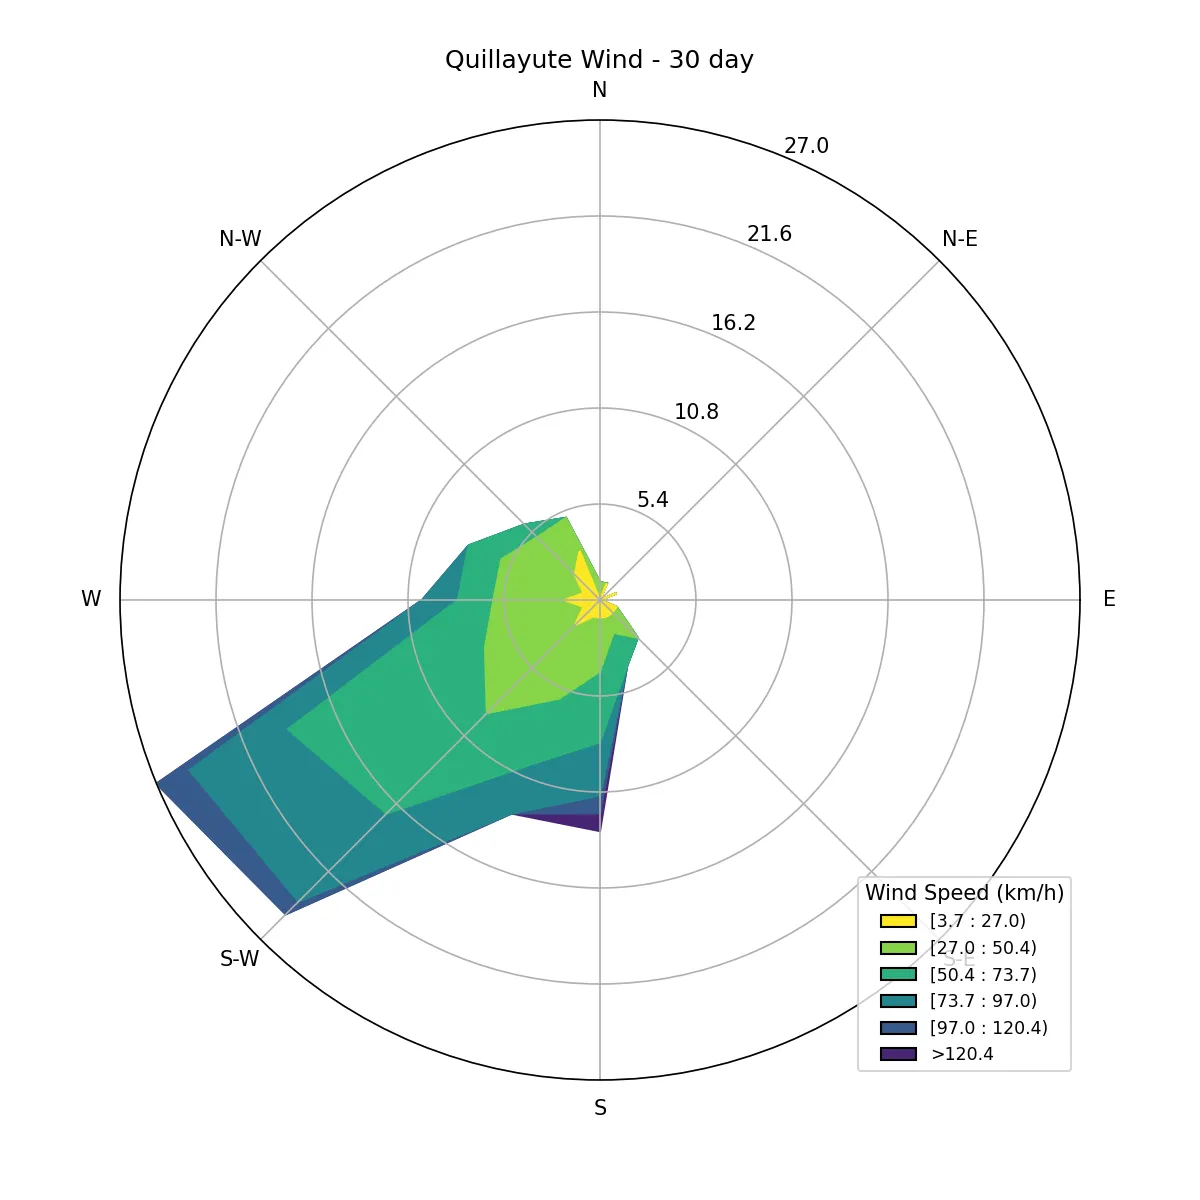 Quillayute Wind - 30 day
N
27.0
N-W
N-E
21.6
16.2
10.8
5.4
W
E
S-W
S-E
S
Wind Speed (km/h)
[3.7 : 27.0)
[27.0 : 50.4)
[50.4 : 73.7)
[73.7 : 97.0)
[97.0 : 120.4)
>120.4